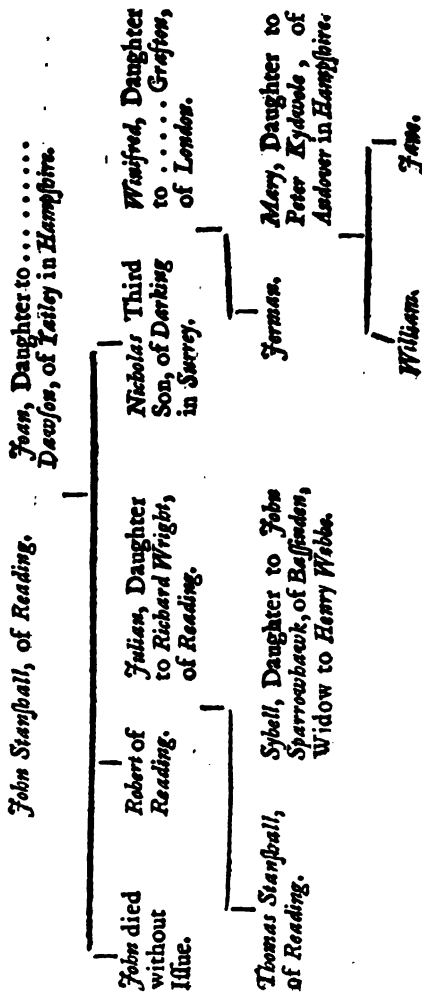 John Stanſhall, of Reading.
Joan, Daughter to..........
Dawſon, of Yatley in Hampſhire.
John died
without
Iſſue.
Robert of
Reading.
Julian, Daughter
to Richard Wright,
of Reading.
Nicholas Third
Son, of Darking
in Surrey.
Winifred, Daughter
to ..... Grafton,
of London.
Thomas Stanſhall,
of Reading.
Sybell, Daughter to John
Sparrowhawk, of Baſſinden,
Widow to Henry Webbe.
Jerman.
Mary, Daughter to
Peter Kydwole, of
Andover in Hampſhire.
William.
Jane.